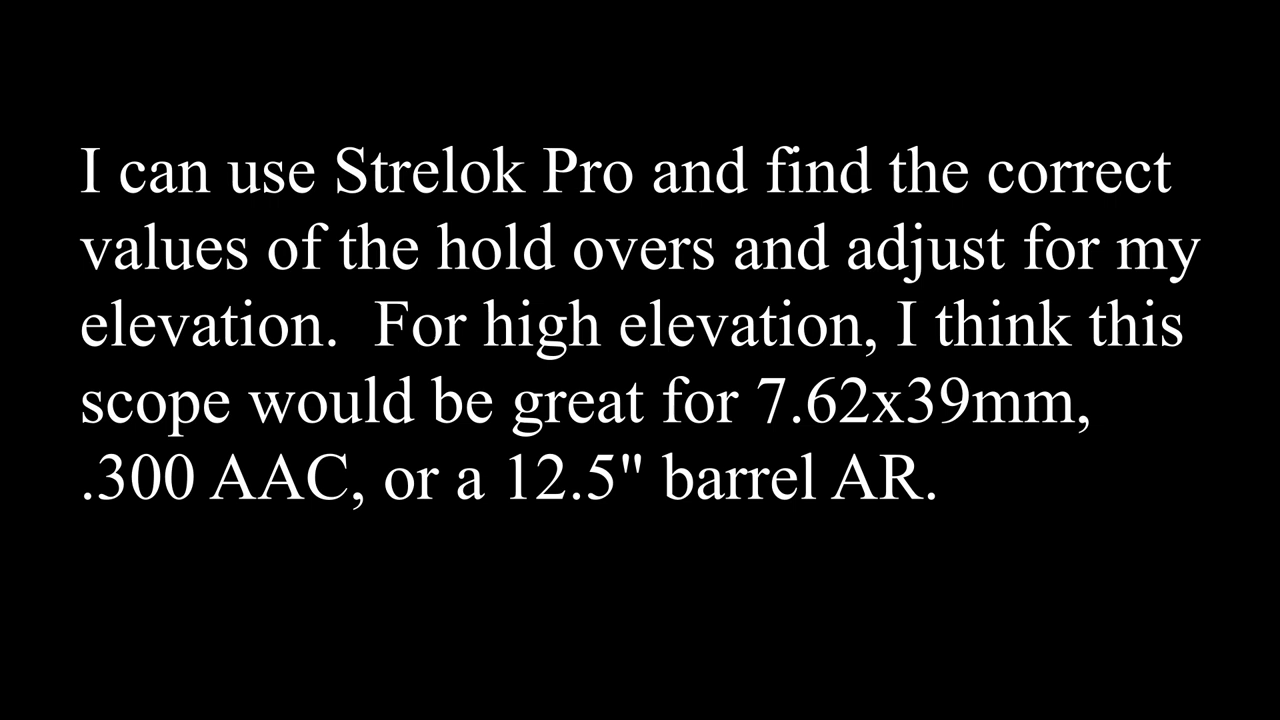 I can use Strelok Pro and find the correct
values of the hold overs and adjust for my
elevation.  For high elevation, I think this
scope would be great for 7.62x39mm,
.300 AAC, or a 12.5" barrel AR.